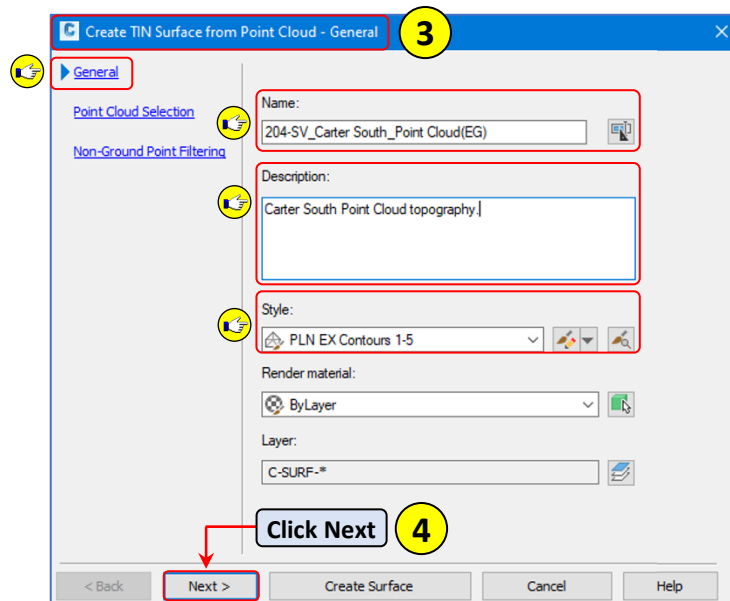 C Create TIN Surface from Point Cloud - General
3
General
Point Cloud Selection
Non-Ground Point Filtering
Name:
204-SV_Carter South_Point Cloud(EG)
Description:
Carter South Point Cloud topography.
Style:
PLN EX Contours 1-5
Render material:
ByLayer
Layer:
C-SURF-*
Click Next 4
< Back Next > Create Surface Cancel Help